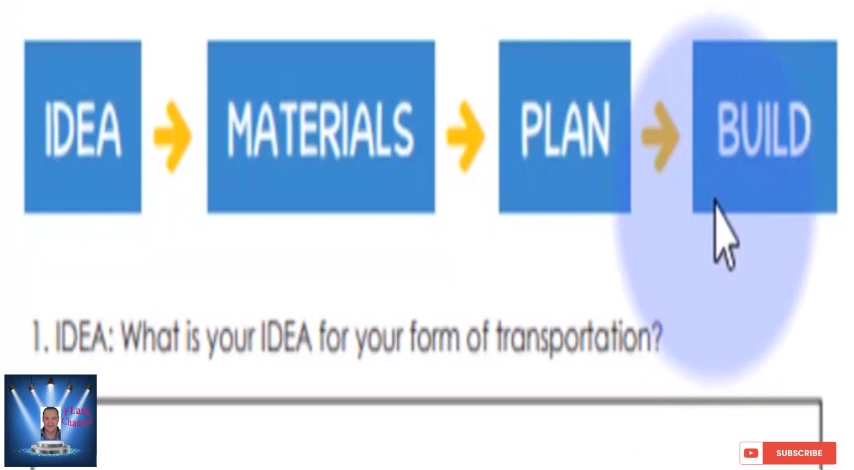 IDEA → MATERIALS → PLAN → BUILD
1. IDEA: What is your IDEA for your form of transportation?
SUBSCRIBE